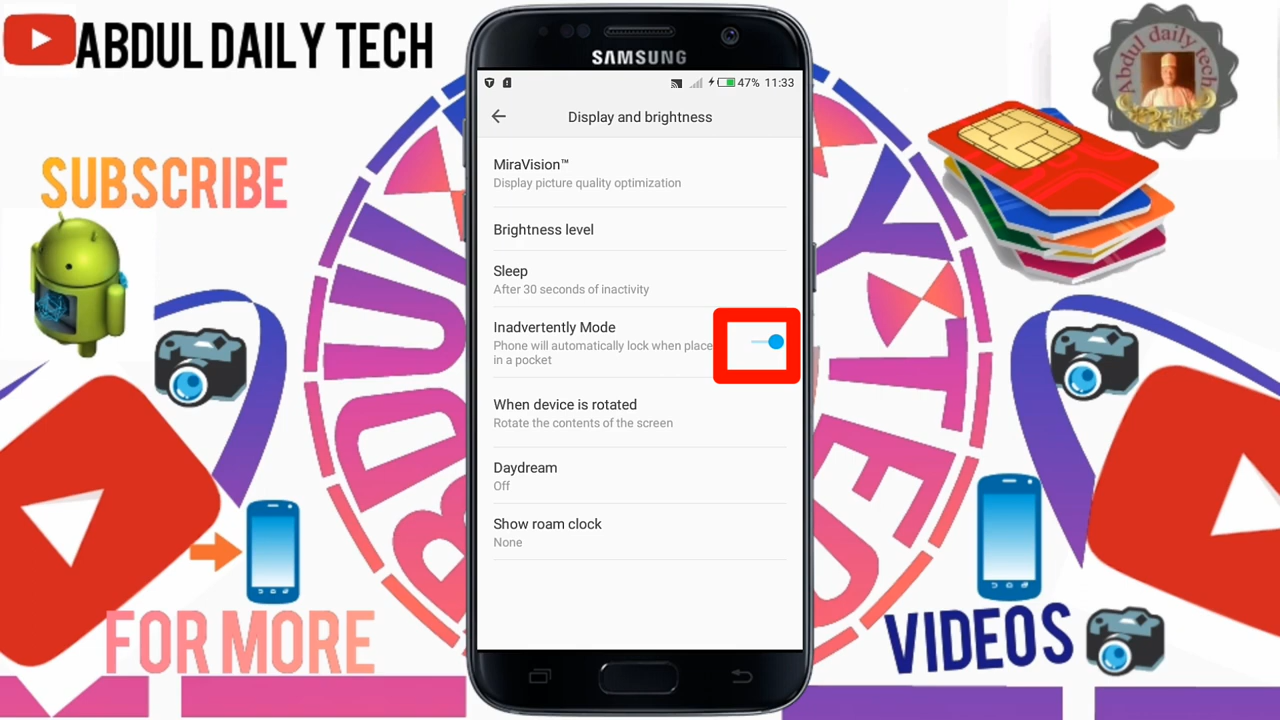 ABDUL DAILY TECH
Abdul daily tech
SUBSCRIBE
SAMSUNG
47% 11:33
Display and brightness
MiraVision™
Display picture quality optimization
Brightness level
Sleep
After 30 seconds of inactivity
Inadvertently Mode
Phone will automatically lock when place
in a pocket
When device is rotated
Rotate the contents of the screen
Daydream
Off
Show roam clock
None
FOR MORE
VIDEOS